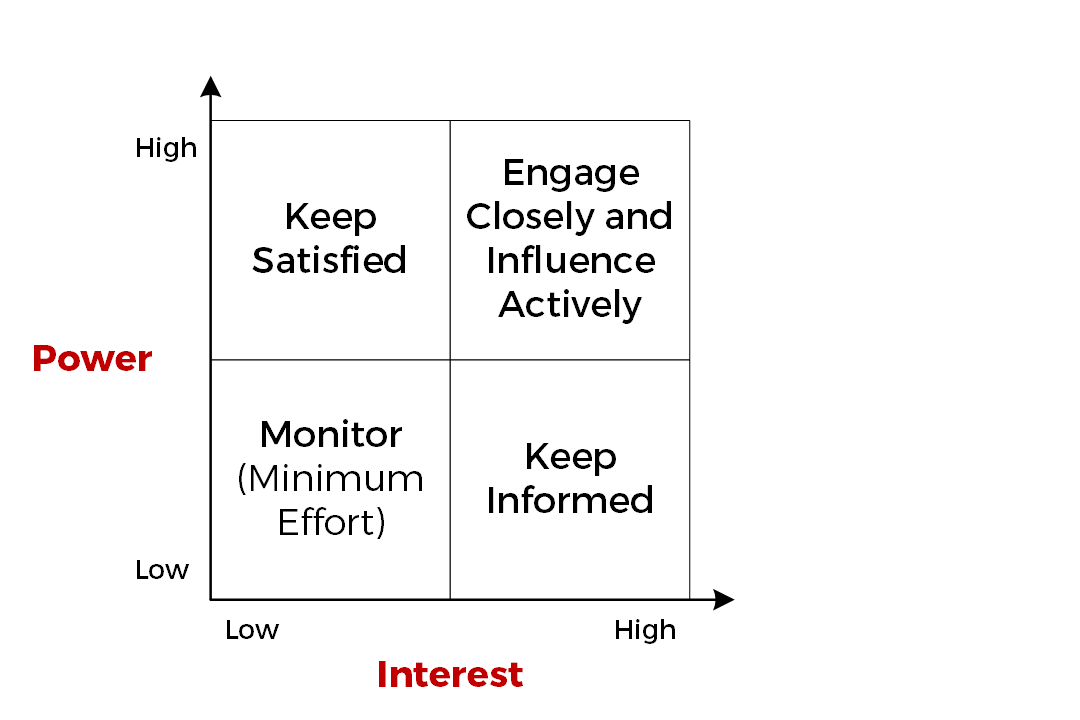 High
Keep
Satisfied
Engage
Closely and
Influence
Actively
Power
Monitor
(Minimum
Effort)
Keep
Informed
Low
Low
High
Interest